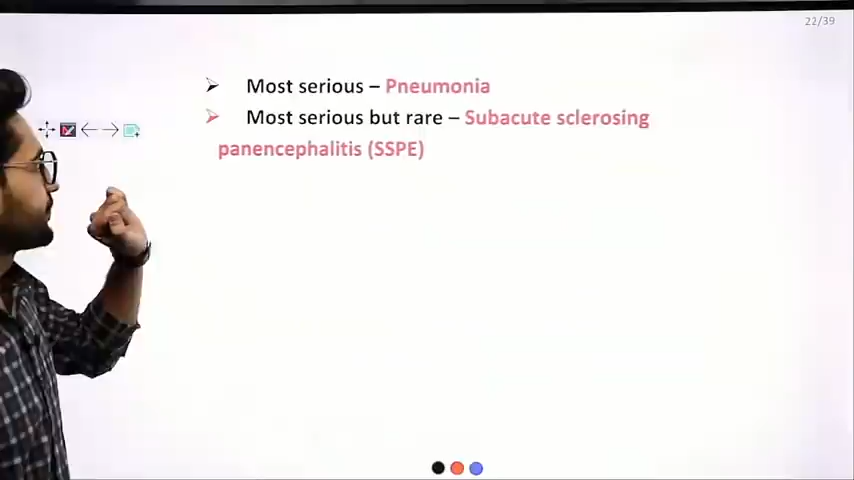 22/39
➢ Most serious – Pneumonia
➢ Most serious but rare – Subacute sclerosing
panencephalitis (SSPE)